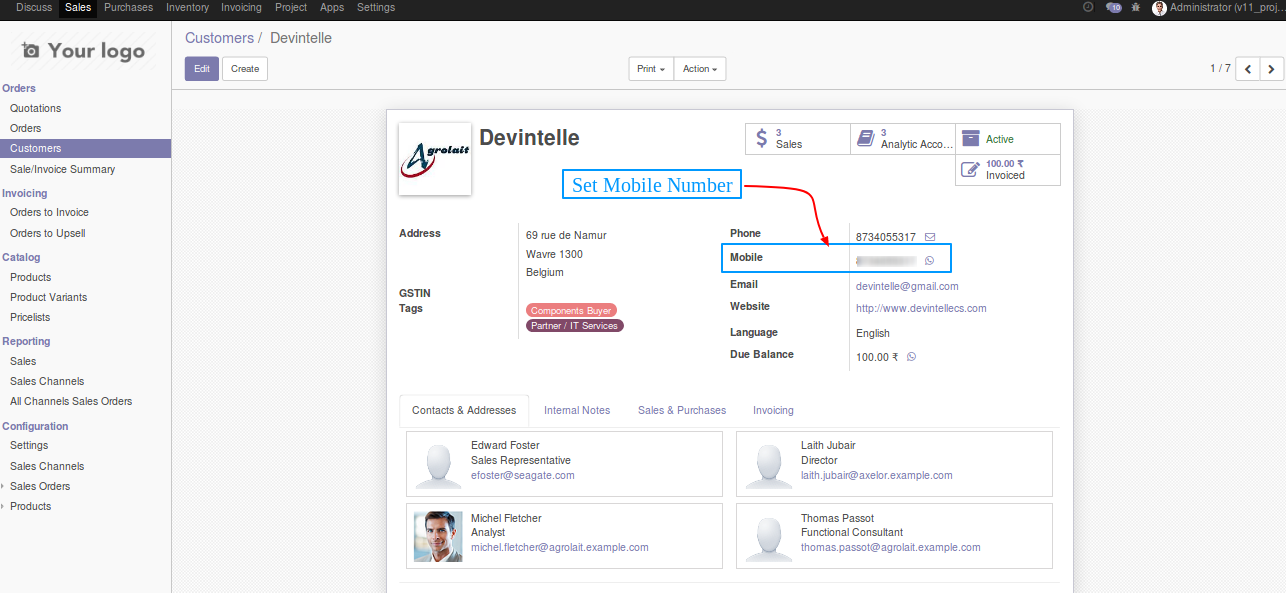 Discuss Sales Purchases Inventory Invoicing Project Apps Settings 10 Administrator (v11_proj...
Your logo
Customers / Devintelle
Edit Create Print Action 1 / 7
Orders
Quotations
Orders
Customers
Sale/Invoice Summary
Invoicing
Orders to Invoice
Orders to Upsell
Catalog
Products
Product Variants
Pricelists
Reporting
Sales
Sales Channels
All Channels Sales Orders
Configuration
Settings
Sales Channels
Sales Orders
Products
Agrolait
Devintelle
3
Sales
3
Analytic Acco...
Active
100.00 ₹
Invoiced
Set Mobile Number
Address
69 rue de Namur
Wavre 1300
Belgium
GSTIN
Tags
Components Buyer
Partner / IT Services
Phone 8734055317
Mobile
Email devintelle@gmail.com
Website http://www.devintellecs.com
Language English
Due Balance 100.00 ₹
Contacts & Addresses Internal Notes Sales & Purchases Invoicing
Edward Foster
Sales Representative
efoster@seagate.com
Laith Jubair
Director
laith.jubair@axelor.example.com
Michel Fletcher
Analyst
michel.fletcher@agrolait.example.com
Thomas Passot
Functional Consultant
thomas.passot@agrolait.example.com